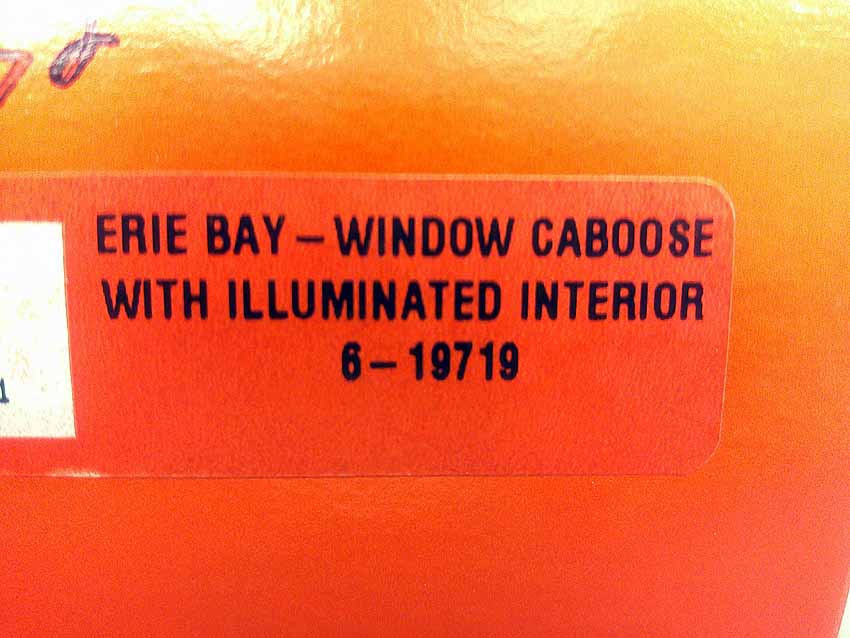 ERIE BAY – WINDOW CABOOSE
WITH ILLUMINATED INTERIOR
6 – 19719